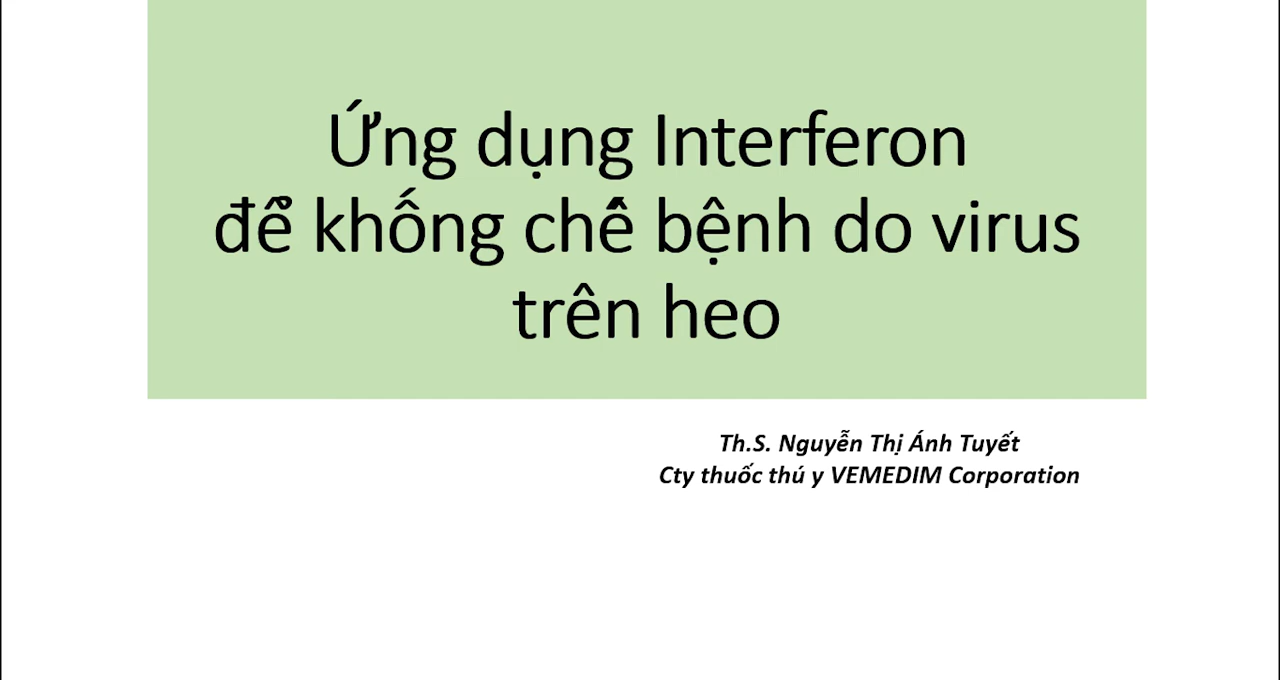 Ứng dụng Interferon
để khống chế bệnh do virus
trên heo
Th.S. Nguyễn Thị Ánh Tuyết
Cty thuốc thú y VEMEDIM Corporation